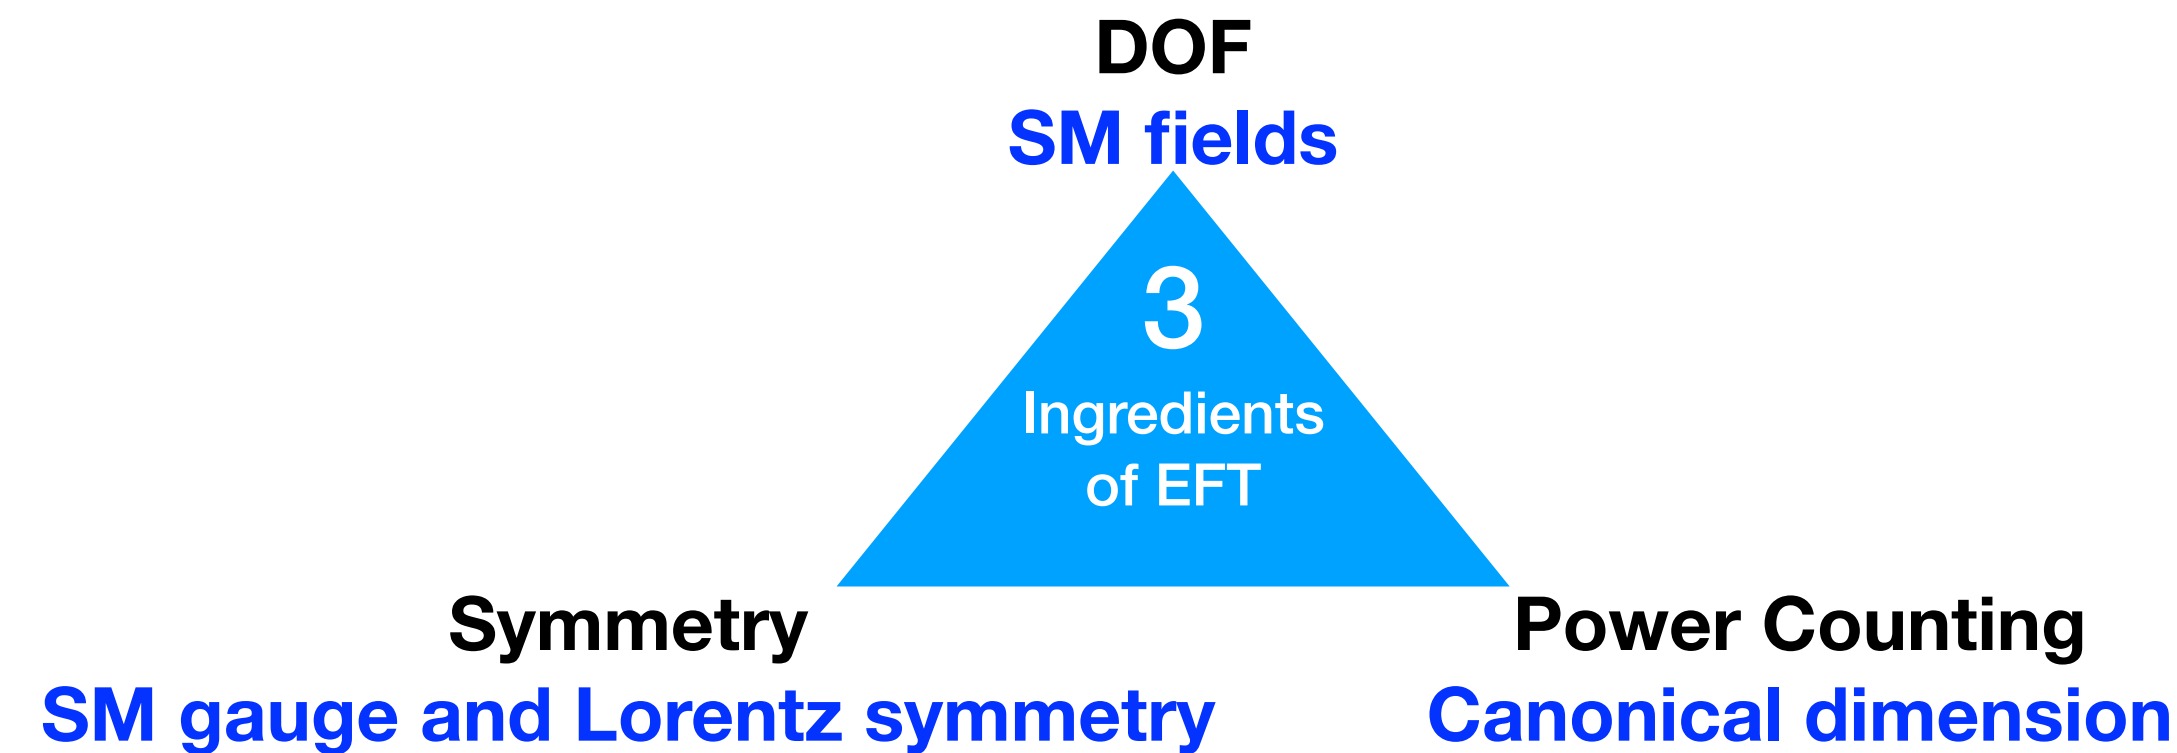 DOF
SM fields
3
Ingredients
of EFT
Symmetry
SM gauge and Lorentz symmetry
Power Counting
Canonical dimension